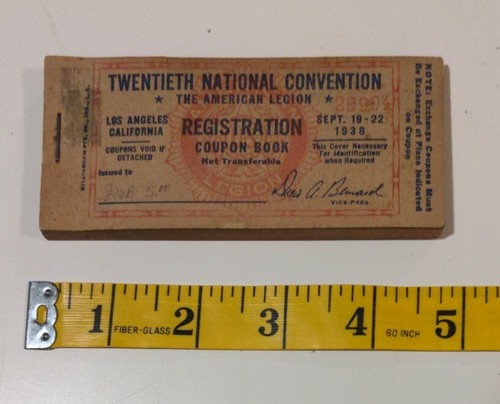 TWENTIETH NATIONAL CONVENTION
★ THE AMERICAN LEGION ★
22904
LOS ANGELES
CALIFORNIA
COUPONS VOID if
DETACHED
Issued to
REGISTRATION
COUPON BOOK
Not Transferable
LEGION
SEPT. 19-22
1938
This Cover Necessary
For Identification
when Required
VICE-PRES.
NOTE: Exchange Coupons Must
Be Exchanged at Place Indicated
on Coupon
1 FIBER-GLASS 2 3 4 60 INCH 5